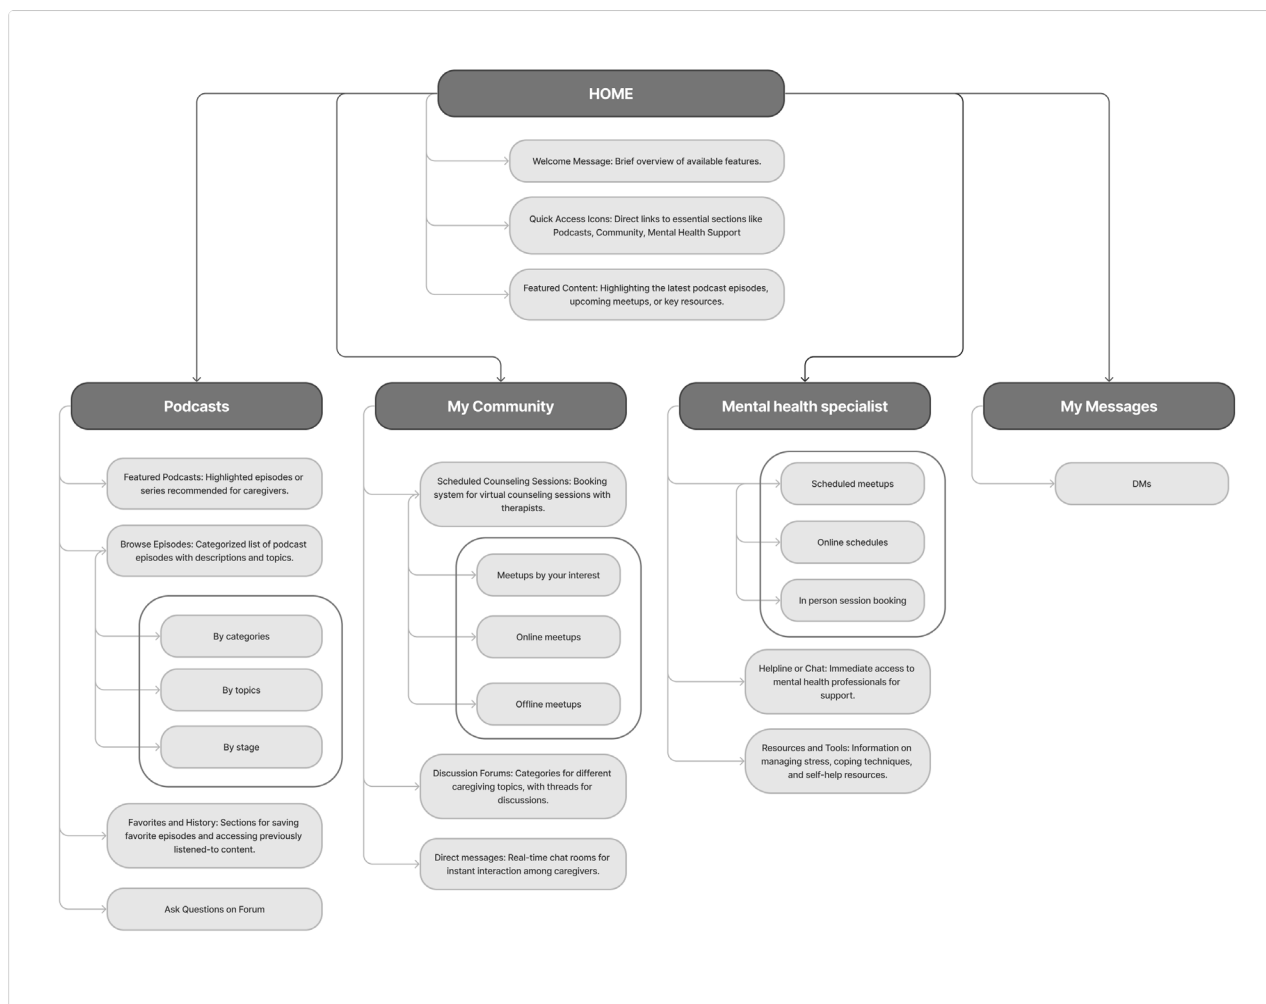 HOME
Welcome Message: Brief overview of available features.
Quick Access Icons: Direct links to essential sections like
Podcasts, Community, Mental Health Support
Featured Content: Highlighting the latest podcast episodes,
upcoming meetups, or key resources.
Podcasts
Featured Podcasts: Highlighted episodes or
series recommended for caregivers.
Browse Episodes: Categorized list of podcast
episodes with descriptions and topics.
By categories
By topics
By stage
Favorites and History: Sections for saving
favorite episodes and accessing previously
listened-to content.
Ask Questions on Forum
My Community
Scheduled Counseling Sessions: Booking
system for virtual counseling sessions with
therapists.
Meetups by your interest
Online meetups
Offline meetups
Discussion Forums: Categories for different
caregiving topics, with threads for
discussions.
Direct messages: Real-time chat rooms for
instant interaction among caregivers.
Mental health specialist
Scheduled meetups
Online schedules
In person session booking
Helpline or Chat: Immediate access to
mental health professionals for
support.
Resources and Tools: Information on
managing stress, coping techniques,
and self-help resources.
My Messages
DMs